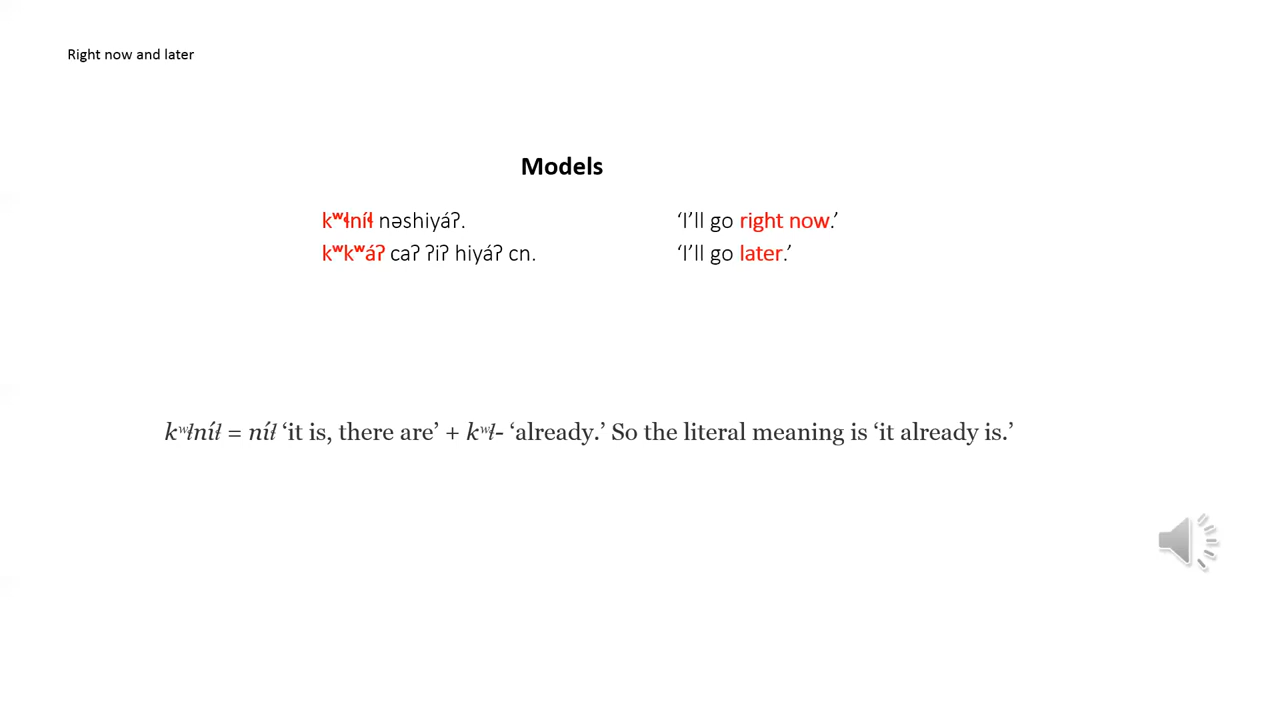 Right now and later
Models
kʷɬníɬ nəshiyáʔ. ‘I’ll go right now.’
kʷkʷáʔ caʔ ʔiʔ hiyáʔ cn. ‘I’ll go later.’
kʷɬníɬ = níɬ ‘it is, there are’ + kʷɬ- ‘already.’ So the literal meaning is ‘it already is.’